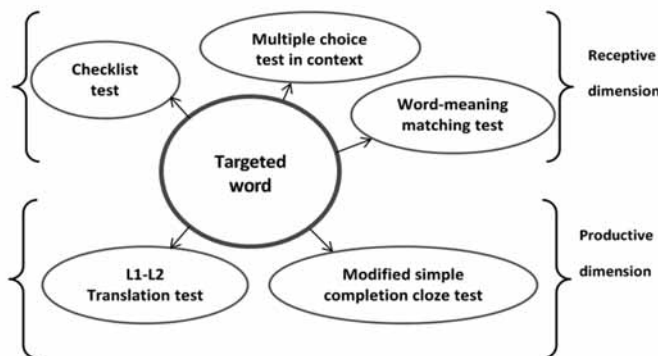 Multiple choice
test in context
Checklist
test
Receptive
dimension
Word-meaning
matching test
Targeted
word
Productive
dimension
L1-L2
Translation test
Modified simple
completion cloze test